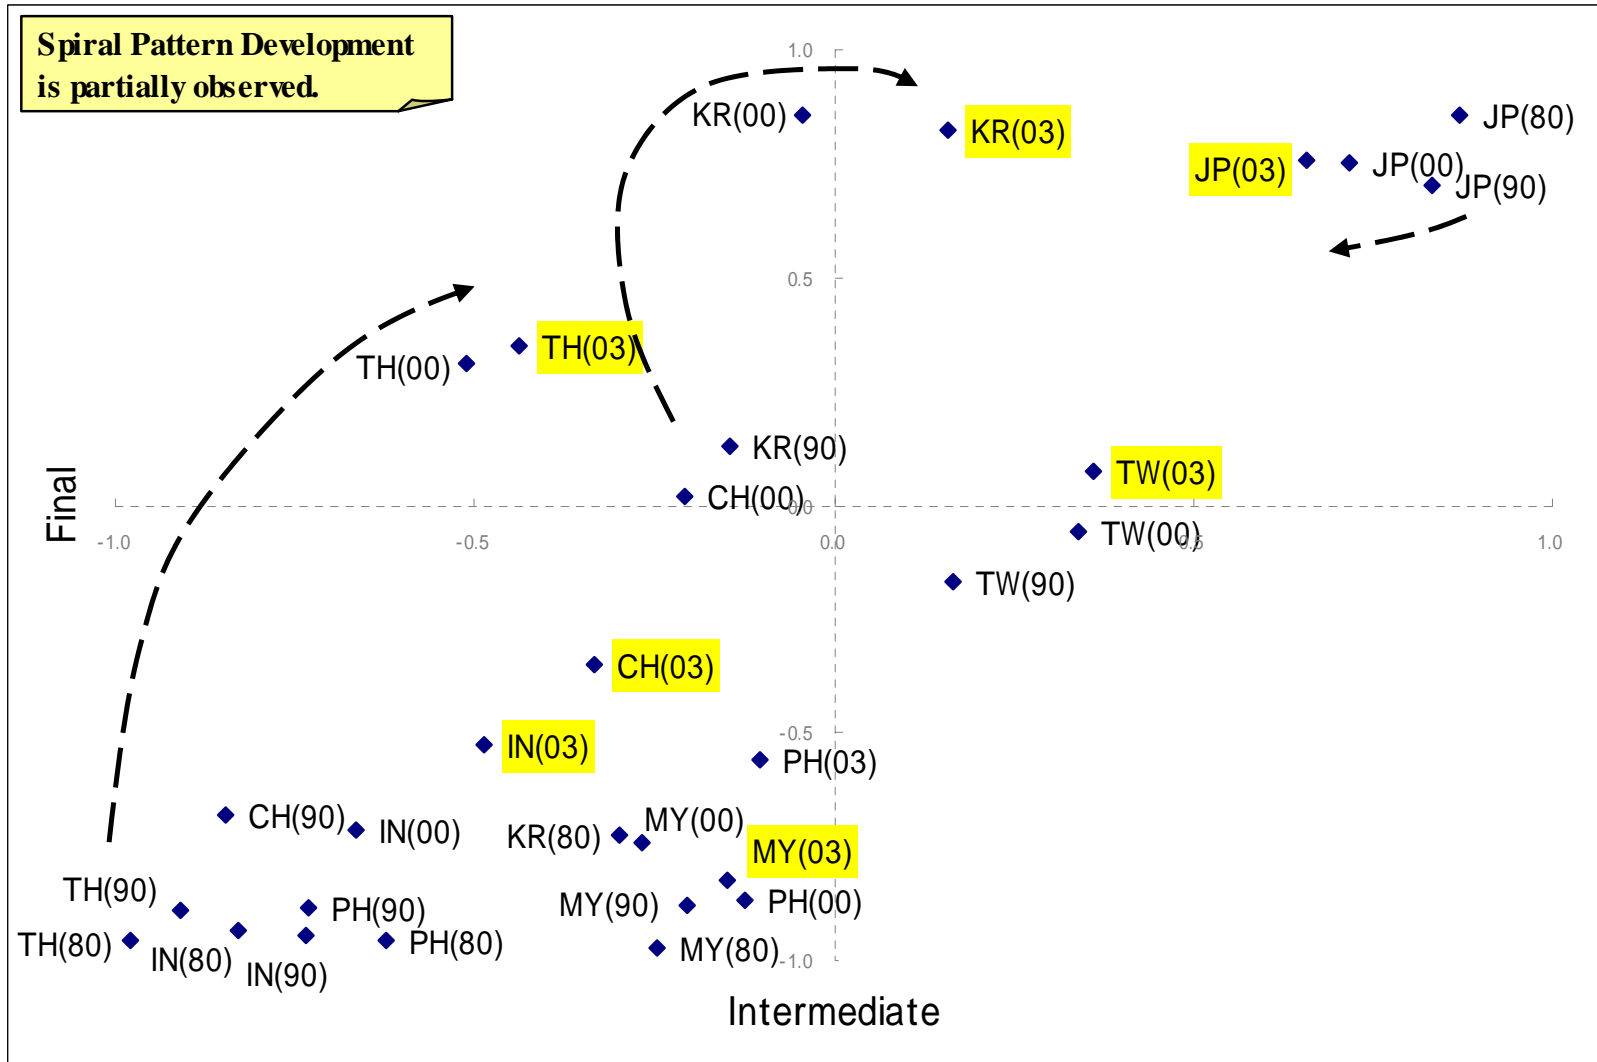 Spiral Pattern Development
is partially observed.
1.0
KR(00)
KR(03)
JP(80)
JP(03)
JP(00)
JP(90)
0.5
TH(00)
TH(03)
KR(90)
CH(00)
TW(03)
Final
0.0
-1.0
-0.5
0.0
0.5
1.0
TW(00)
TW(90)
CH(03)
IN(03)
-0.5
PH(03)
CH(90)
IN(00)
KR(80)
MY(00)
MY(03)
TH(90)
PH(90)
MY(90)
PH(00)
TH(80)
IN(80)
IN(90)
PH(80)
MY(80)
-1.0
Intermediate